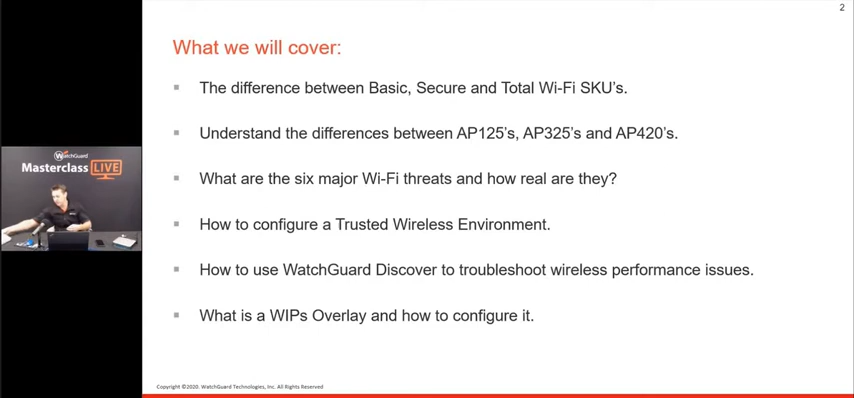 2
What we will cover:
The difference between Basic, Secure and Total Wi-Fi SKU's.
Understand the differences between AP125's, AP325's and AP420's.
What are the six major Wi-Fi threats and how real are they?
How to configure a Trusted Wireless Environment.
How to use WatchGuard Discover to troubleshoot wireless performance issues.
What is a WIPs Overlay and how to configure it.
WatchGuard
Masterclass LIVE
Copyright ©2020. WatchGuard Technologies, Inc. All Rights Reserved